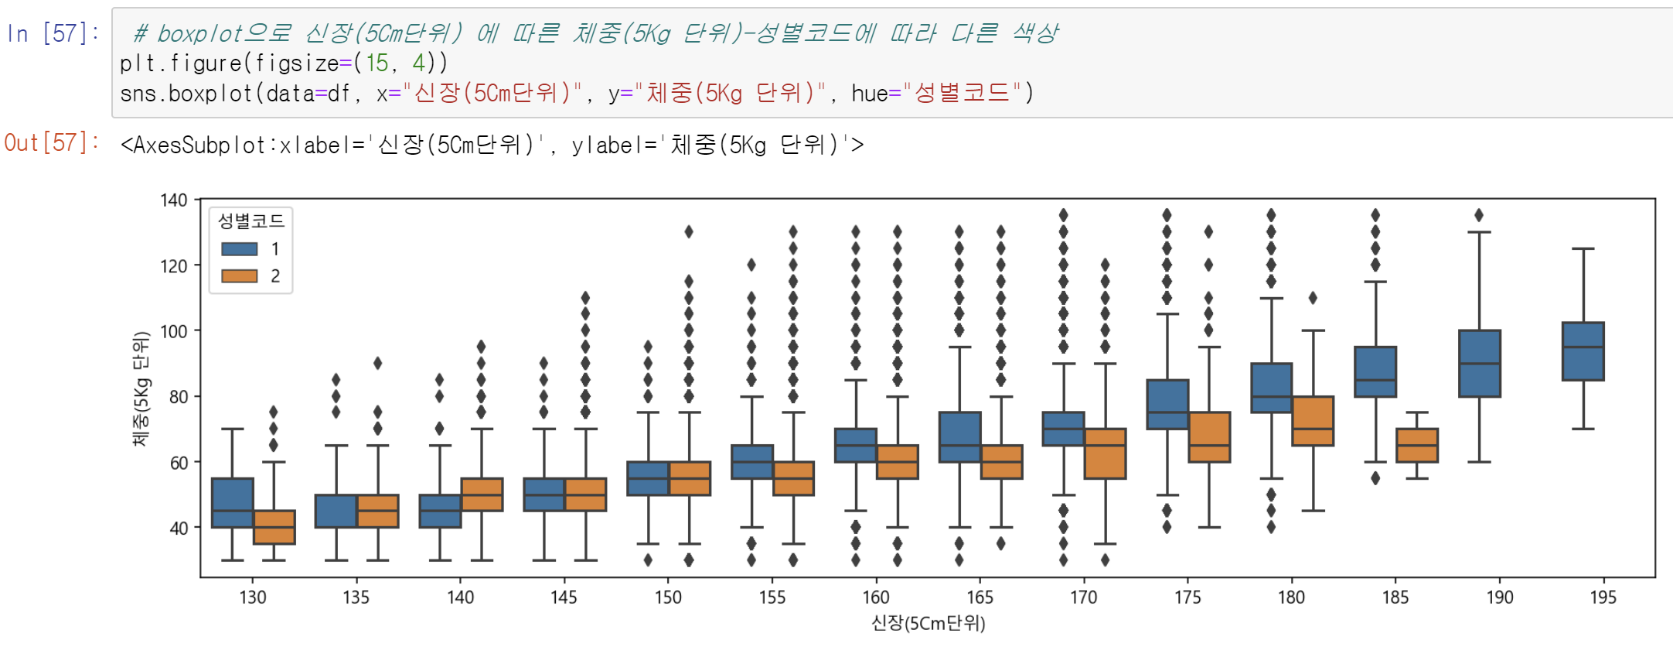 In [57]: # boxplot으로 신장(5Cm단위) 에 따른 체중(5Kg 단위)-성별코드에 따라 다른 색상
plt.figure(figsize=(15, 4))
sns.boxplot(data=df, x="신장(5Cm단위)", y="체중(5Kg 단위)", hue="성별코드")
Out[57]: <AxesSubplot:xlabel='신장(5Cm단위)', ylabel='체중(5Kg 단위)'>
140
120
100
80
60
40
체중(5Kg 단위)
성별코드
1
2
130 135 140 145 150 155 160 165 170 175 180 185 190 195
신장(5Cm단위)